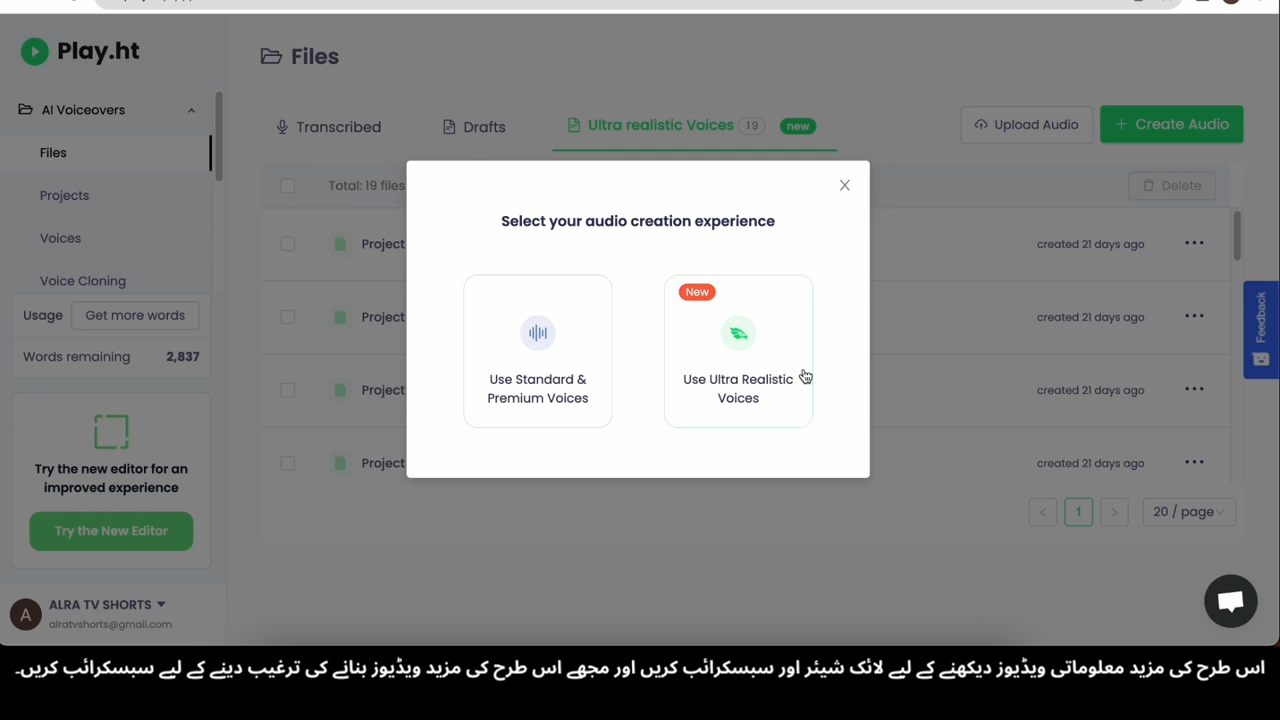 Play.ht
AI Voiceovers
Files
Projects
Voices
Voice Cloning
Usage
Get more words
Words remaining 2,837
Try the new editor for an
improved experience
Try the New Editor
A
ALRA TV SHORTS
alratvshorts@gmail.com
Files
Transcribed
Drafts
Ultra realistic Voices 19 new
Upload Audio
+ Create Audio
Total: 19 files
Delete
Project
created 21 days ago
Project
created 21 days ago
Project
created 21 days ago
Project
created 21 days ago
< 1 >
20 / page
Select your audio creation experience
Use Standard &
Premium Voices
New
Use Ultra Realistic
Voices
Feedback
اس طرح کی مزید معلوماتی ویڈیوز دیکھنے کے لیے لائک شیئر اور سبسکرائب کریں اور مجھے اس طرح کی مزید ویڈیوز بنانے کی ترغیب دینے کے لیے سبسکرائب کریں۔